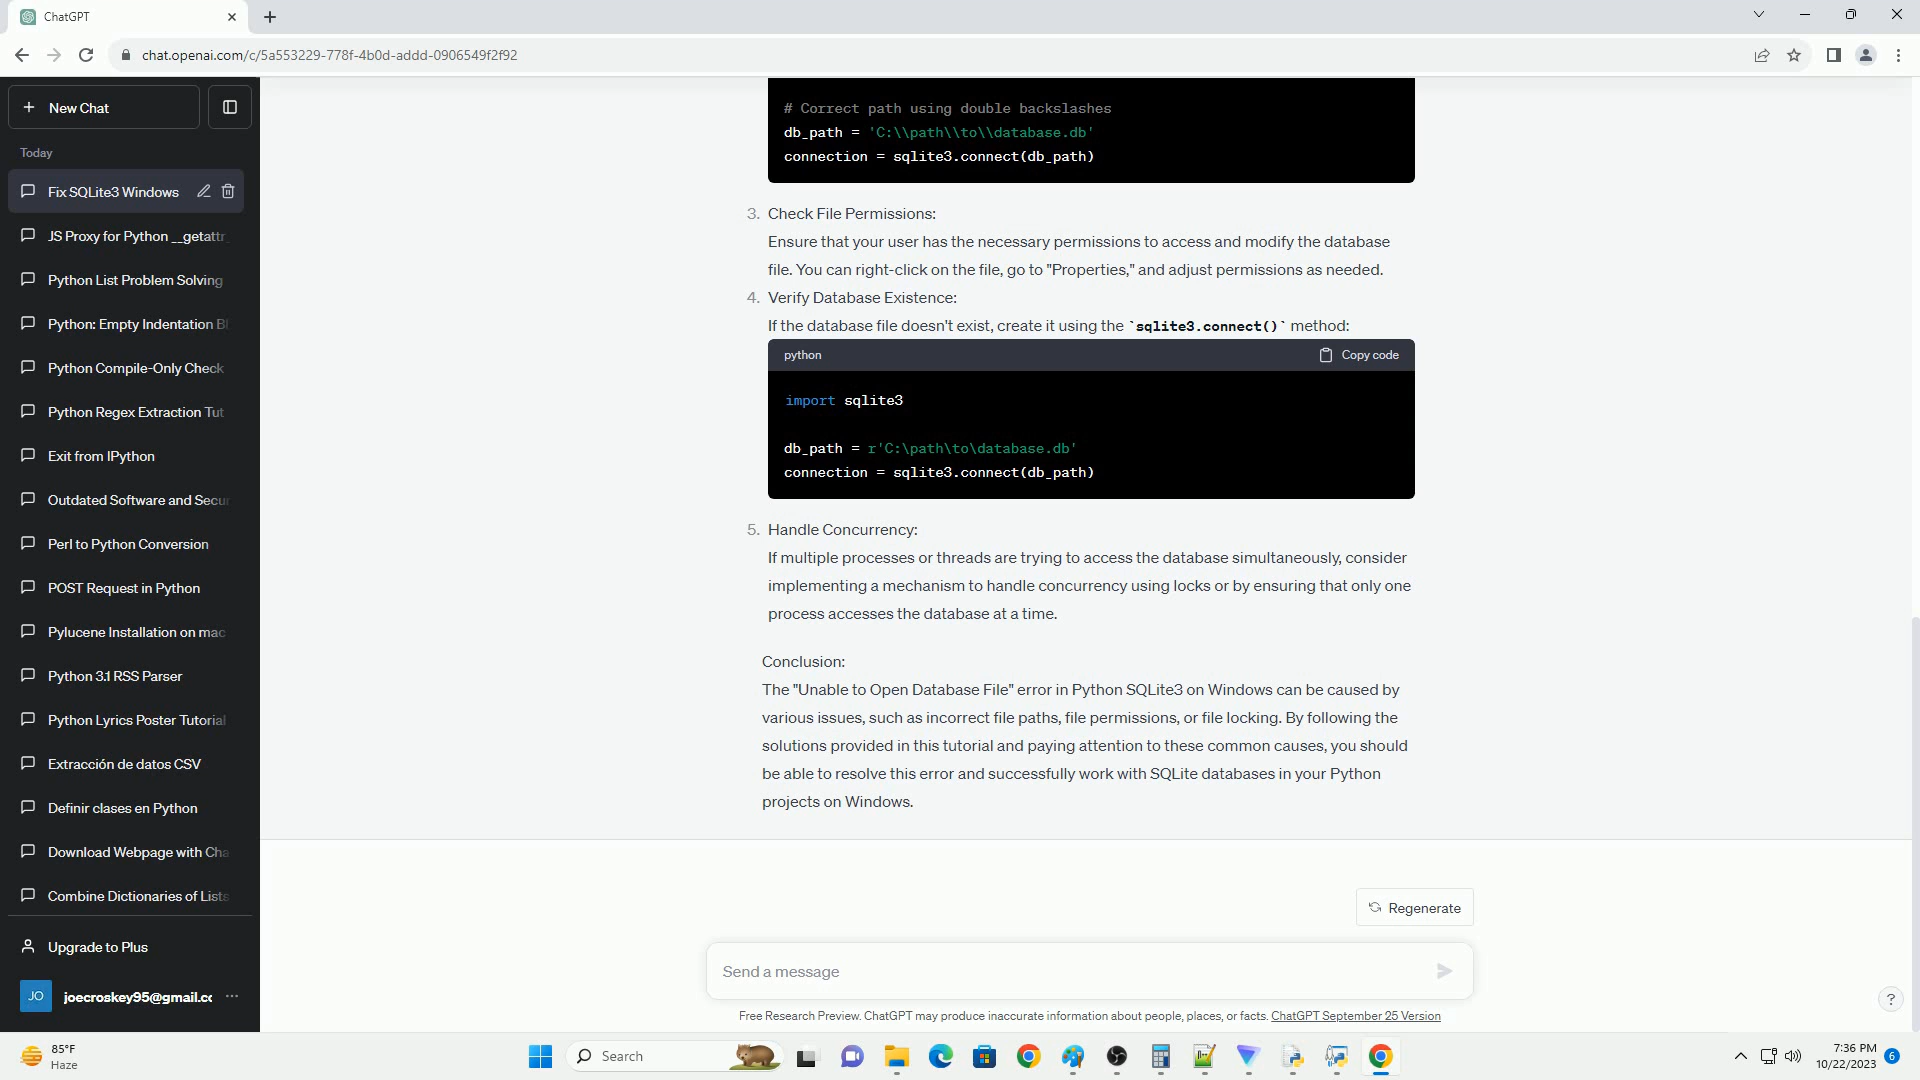 ChatGPT
chat.openai.com/c/5a553229-778f-4b0d-addd-0906549f2f92
New Chat
Today
Fix SQLite3 Windows
JS Proxy for Python __getattr_
Python List Problem Solving
Python: Empty Indentation Bl
Python Compile-Only Check
Python Regex Extraction Tut
Exit from IPython
Outdated Software and Secur
Perl to Python Conversion
POST Request in Python
Pylucene Installation on mac
Python 3.1 RSS Parser
Python Lyrics Poster Tutorial
Extracción de datos CSV
Definir clases en Python
Download Webpage with Cha
Combine Dictionaries of Lists
Upgrade to Plus
JO
joecroskey95@gmail.cc
# Correct path using double backslashes
db_path = 'C:\\path\\to\\database.db'
connection = sqlite3.connect(db_path)
3. Check File Permissions:
Ensure that your user has the necessary permissions to access and modify the database
file. You can right-click on the file, go to "Properties," and adjust permissions as needed.
4. Verify Database Existence:
If the database file doesn't exist, create it using the `sqlite3.connect()` method:
python Copy code
import sqlite3
db_path = r'C:\path\to\database.db'
connection = sqlite3.connect(db_path)
5. Handle Concurrency:
If multiple processes or threads are trying to access the database simultaneously, consider
implementing a mechanism to handle concurrency using locks or by ensuring that only one
process accesses the database at a time.
Conclusion:
The "Unable to Open Database File" error in Python SQLite3 on Windows can be caused by
various issues, such as incorrect file paths, file permissions, or file locking. By following the
solutions provided in this tutorial and paying attention to these common causes, you should
be able to resolve this error and successfully work with SQLite databases in your Python
projects on Windows.
Regenerate
Send a message
?
Free Research Preview. ChatGPT may produce inaccurate information about people, places, or facts. ChatGPT September 25 Version
85°F
Haze
Search
7:36 PM
10/22/2023
6